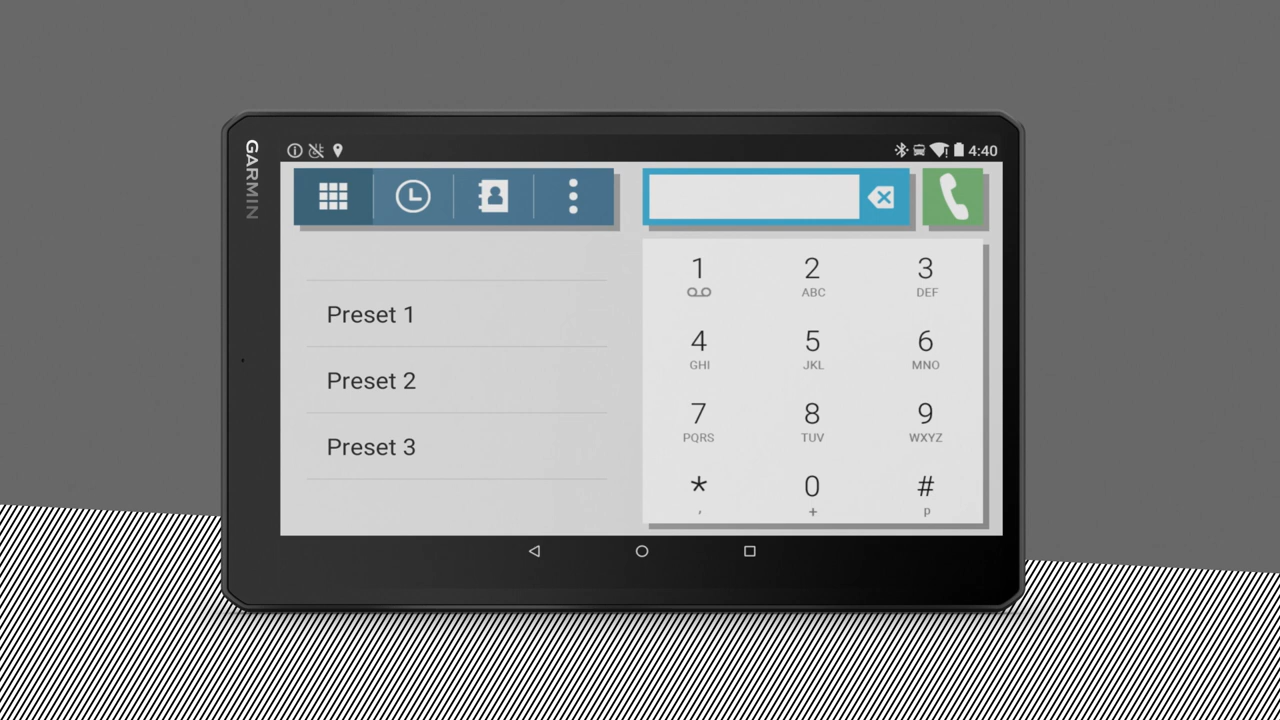 GARMIN
4:40
Preset 1
Preset 2
Preset 3
1
2
ABC
3
DEF
4
GHI
5
JKL
6
MNO
7
PQRS
8
TUV
9
WXYZ
*
,
0
+
#
p